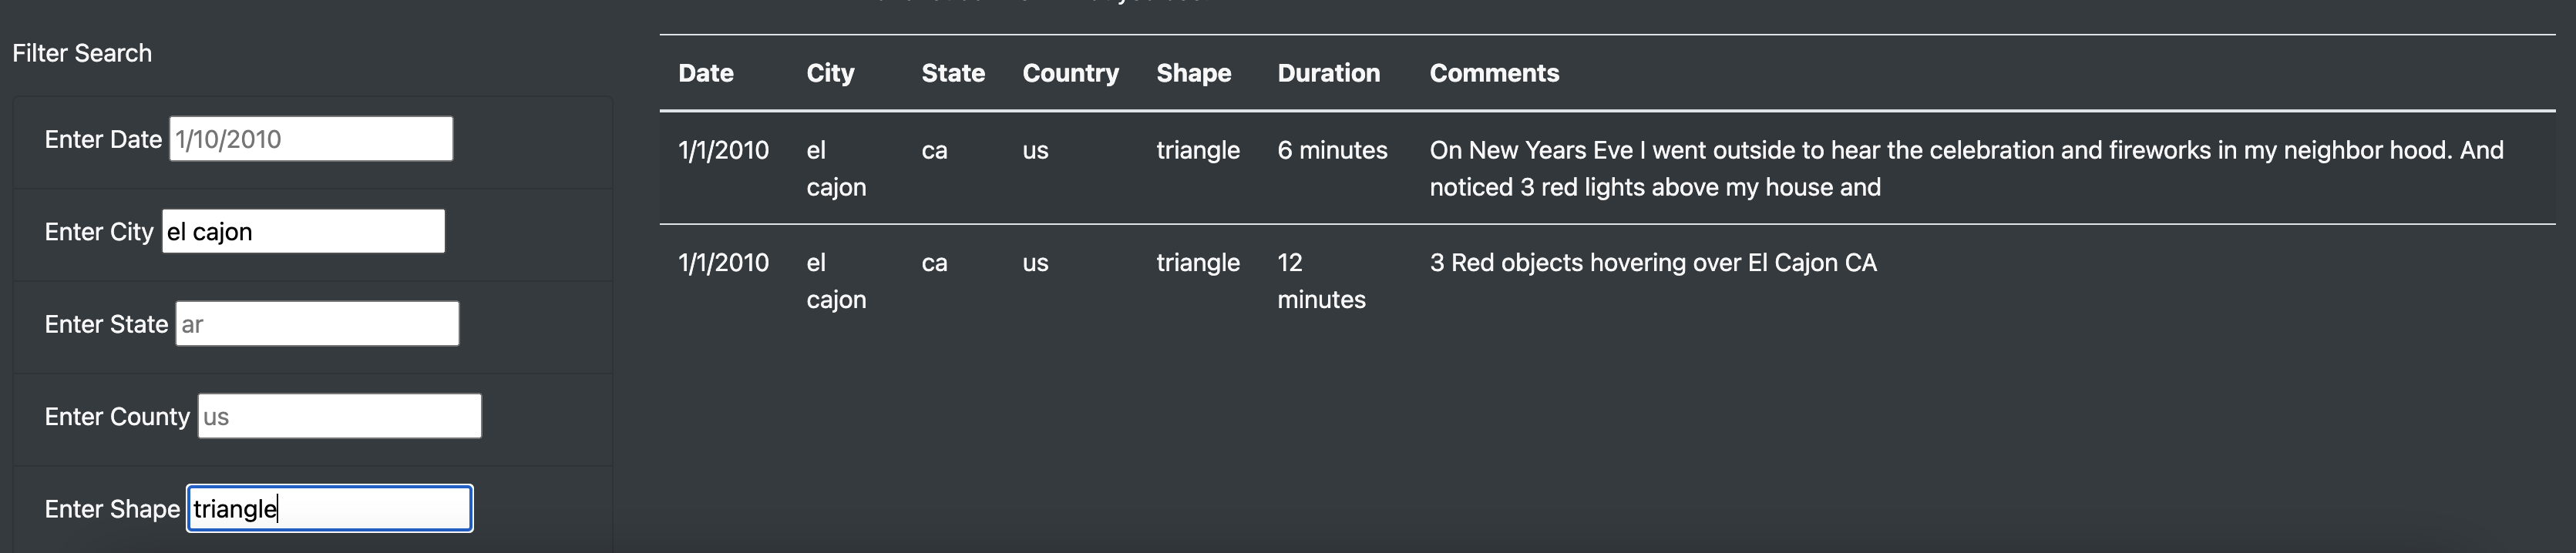 Filter Search
Enter Date 1/10/2010
Enter City el cajon
Enter State ar
Enter County us
Enter Shape triangle
Date City State Country Shape Duration Comments
1/1/2010 el cajon ca us triangle 6 minutes On New Years Eve I went outside to hear the celebration and fireworks in my neighbor hood. And
noticed 3 red lights above my house and
1/1/2010 el cajon ca us triangle 12 minutes 3 Red objects hovering over El Cajon CA